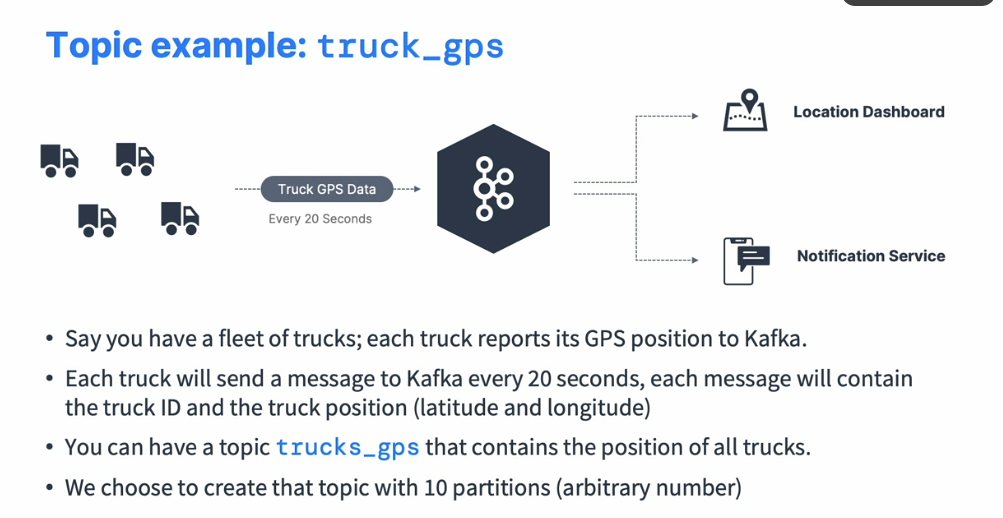 Topic example: truck_gps
Truck GPS Data
Every 20 Seconds
Location Dashboard
Notification Service
• Say you have a fleet of trucks; each truck reports its GPS position to Kafka.
• Each truck will send a message to Kafka every 20 seconds, each message will contain
the truck ID and the truck position (latitude and longitude)
• You can have a topic trucks_gps that contains the position of all trucks.
• We choose to create that topic with 10 partitions (arbitrary number)